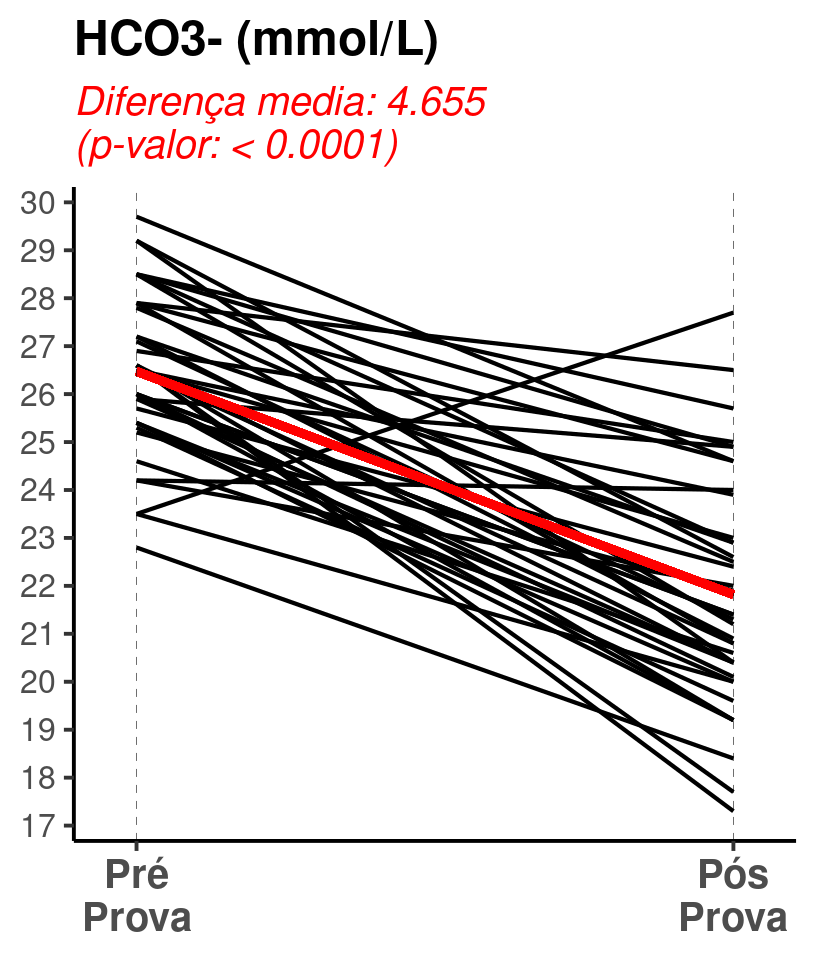 HCO3- (mmol/L)
Diferença media: 4.655
(p-valor: < 0.0001)
30
29
28
27
26
25
24
23
22
21
20
19
18
17
Pré
Prova
Pós
Prova